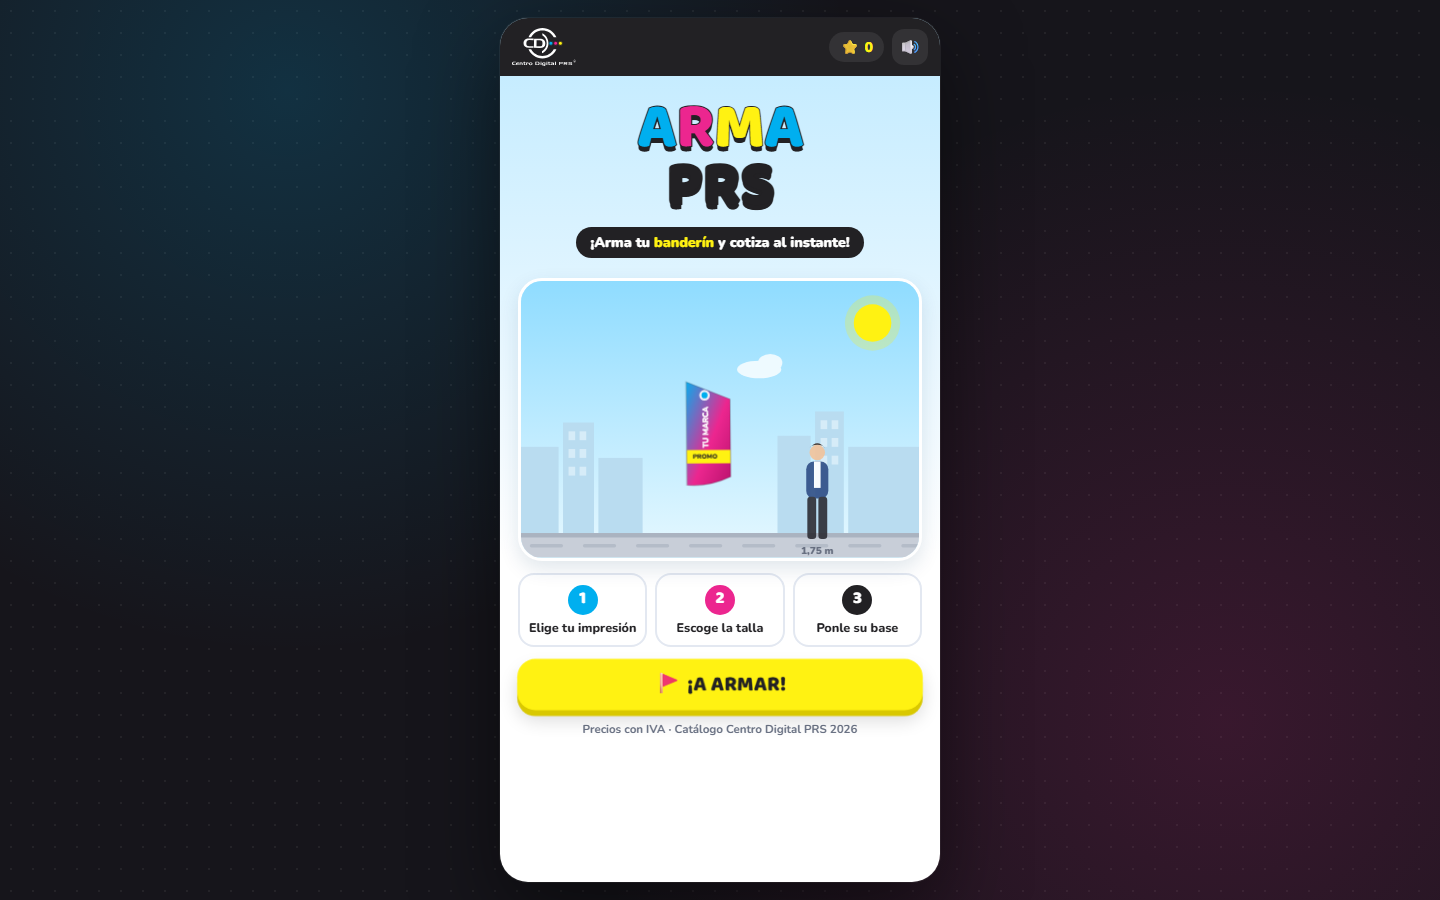 CD
Centro Digital PRS®
0
ARMA
PRS
¡Arma tu banderín y cotiza al instante!
TU MARCA
PROMO
1,75 m
1
Elige tu impresión
2
Escoge la talla
3
Ponle su base
¡A ARMAR!
Precios con IVA · Catálogo Centro Digital PRS 2026